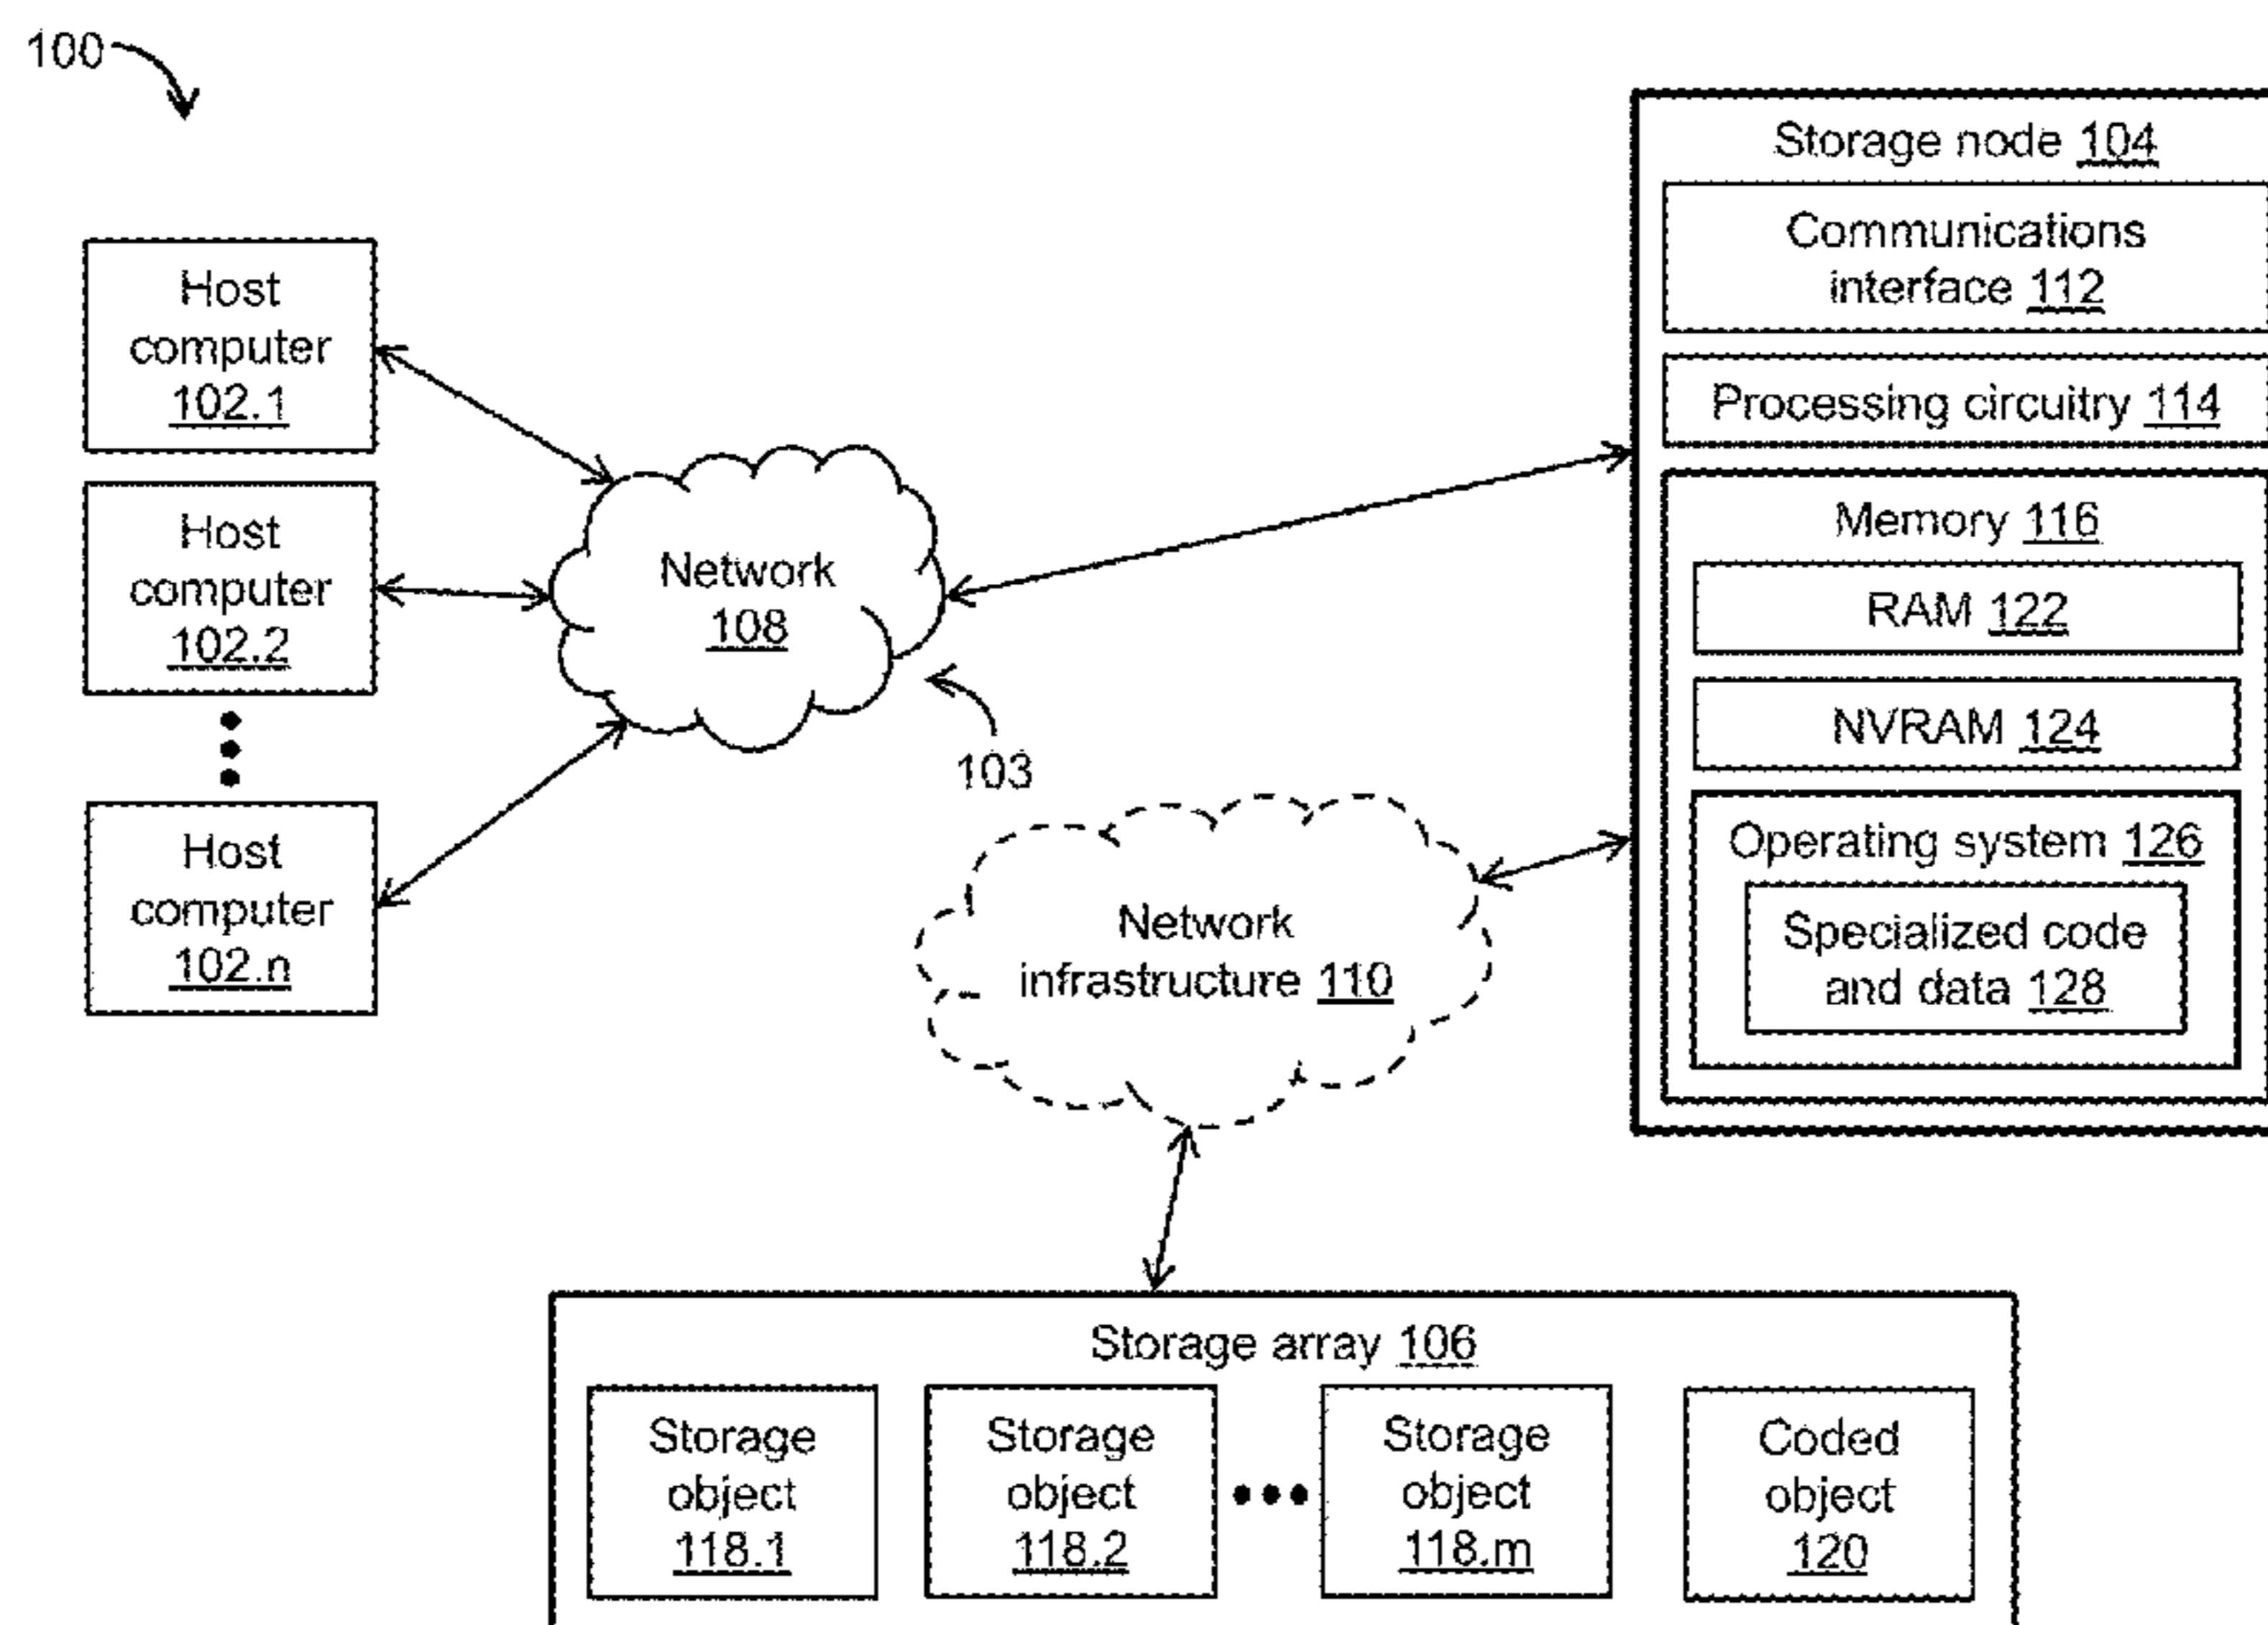 100
Storage node 104
Communications
interface 112
Processing circuitry 114
Memory 116
RAM 122
NVRAM 124
Operating system 126
Specialized code
and data 128
Host
computer
102.1
Host
computer
102.2
Host
computer
102.n
Network
108
103
Network
infrastructure 110
Storage array 106
Storage
object
118.1
Storage
object
118.2
Storage
object
118.m
Coded
object
120